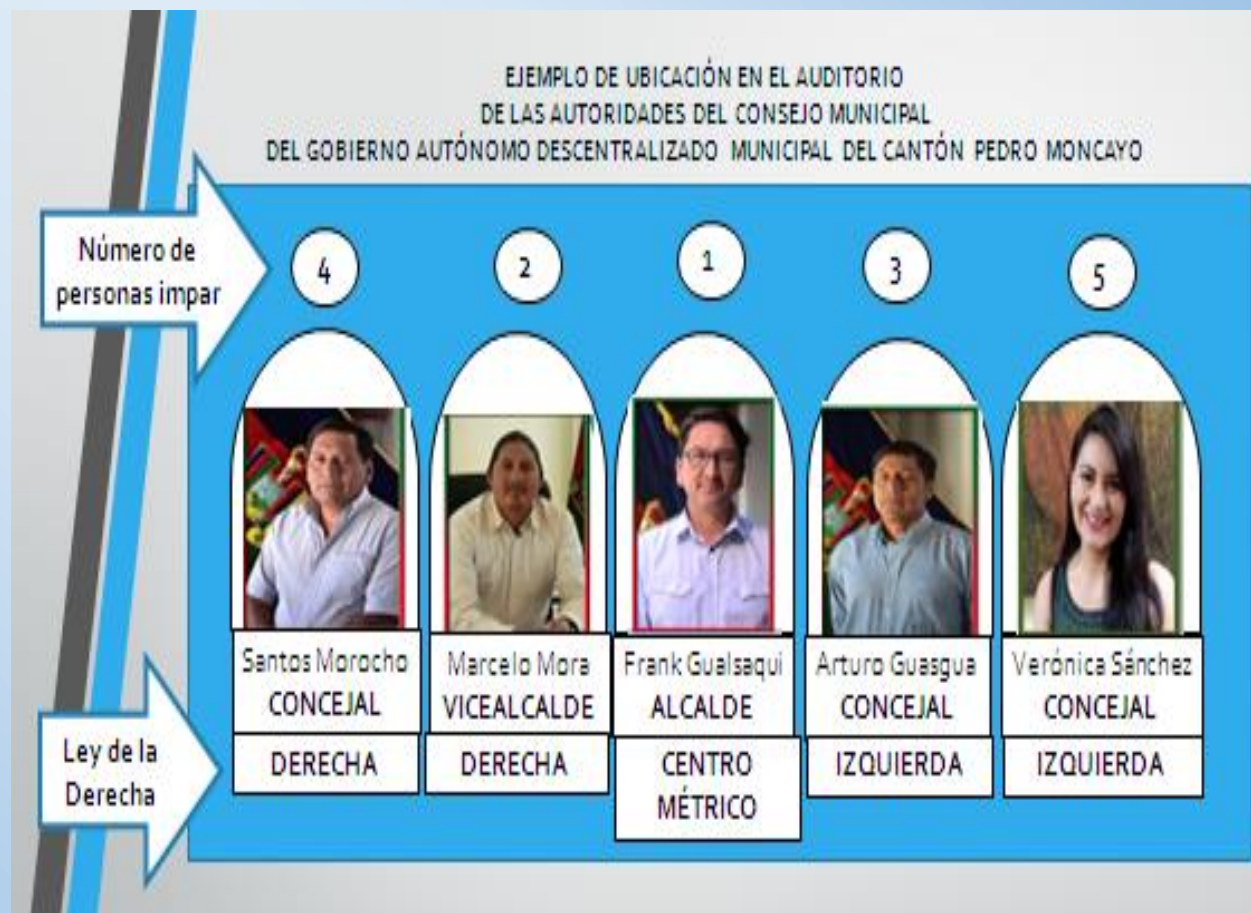 EJEMPLO DE UBICACIÓN EN EL AUDITORIO
DE LAS AUTORIDADES DEL CONSEJO MUNICIPAL
DEL GOBIERNO AUTÓNOMO DESCENTRALIZADO MUNICIPAL DEL CANTÓN PEDRO MONCAYO
Número de
personas impar
4
2
1
3
5
Santos Morocho
CONCEJAL
DERECHA
Marcelo Mora
VICEALCALDE
DERECHA
Frank Gualsaqui
ALCALDE
CENTRO
MÉTRICO
Arturo Guasgua
CONCEJAL
IZQUIERDA
Verónica Sánchez
CONCEJAL
IZQUIERDA
Ley de la
Derecha